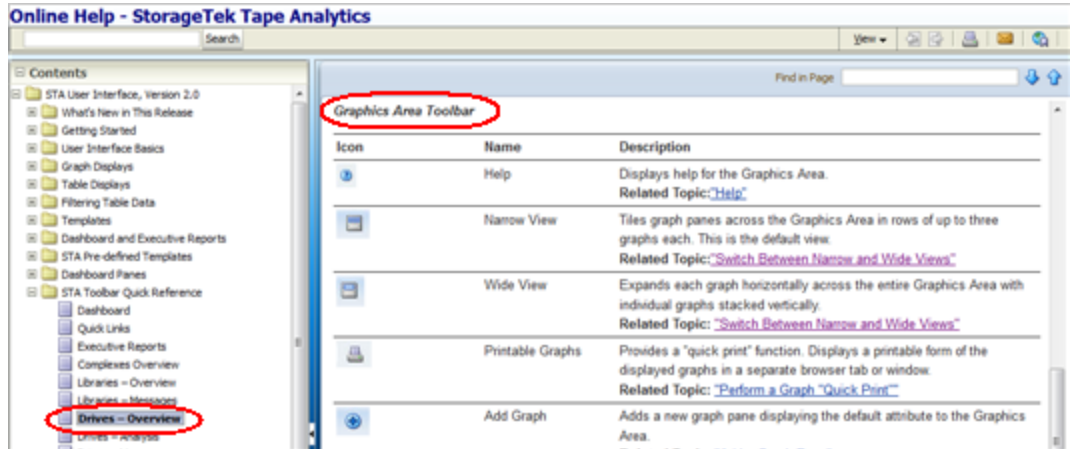 Online Help - StorageTek Tape Analytics
Search
View
Contents
Find in Page
STA User Interface, Version 2.0
What's New in This Release
Getting Started
User Interface Basics
Graph Displays
Table Displays
Filtering Table Data
Templates
Dashboard and Executive Reports
STA Pre-defined Templates
Dashboard Panes
STA Toolbar Quick Reference
Dashboard
Quick Links
Executive Reports
Complexes Overview
Libraries – Overview
Libraries – Messages
Drives – Overview
Drives – Analysis
Graphics Area Toolbar
Icon Name Description
Help Displays help for the Graphics Area.
Related Topic:"Help"
Narrow View Tiles graph panes across the Graphics Area in rows of up to three
graphs each. This is the default view.
Related Topic:"Switch Between Narrow and Wide Views"
Wide View Expands each graph horizontally across the entire Graphics Area with
individual graphs stacked vertically.
Related Topic: "Switch Between Narrow and Wide Views"
Printable Graphs Provides a "quick print" function. Displays a printable form of the
displayed graphs in a separate browser tab or window.
Related Topic: "Perform a Graph "Quick Print""
Add Graph Adds a new graph pane displaying the default attribute to the Graphics
Area.